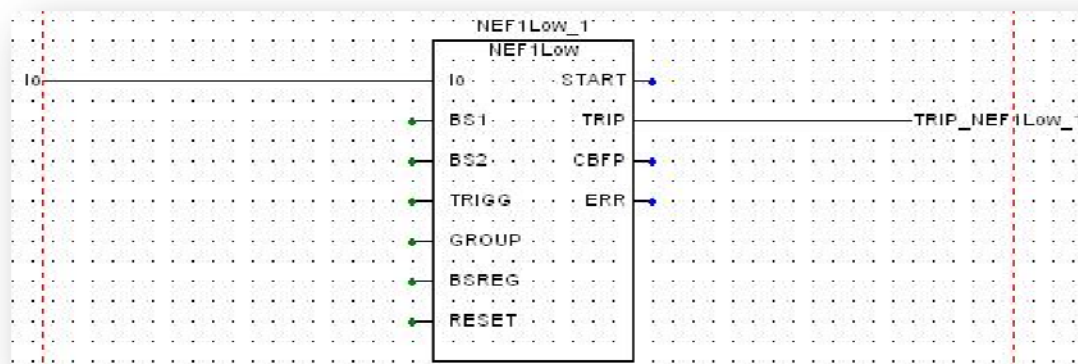 NEF1Low_1
NEF1Low
Io Io START
BS1 TRIP TRIP_NEF1Low_1
BS2 CBFP
TRIGG ERR
GROUP
BSREG
RESET